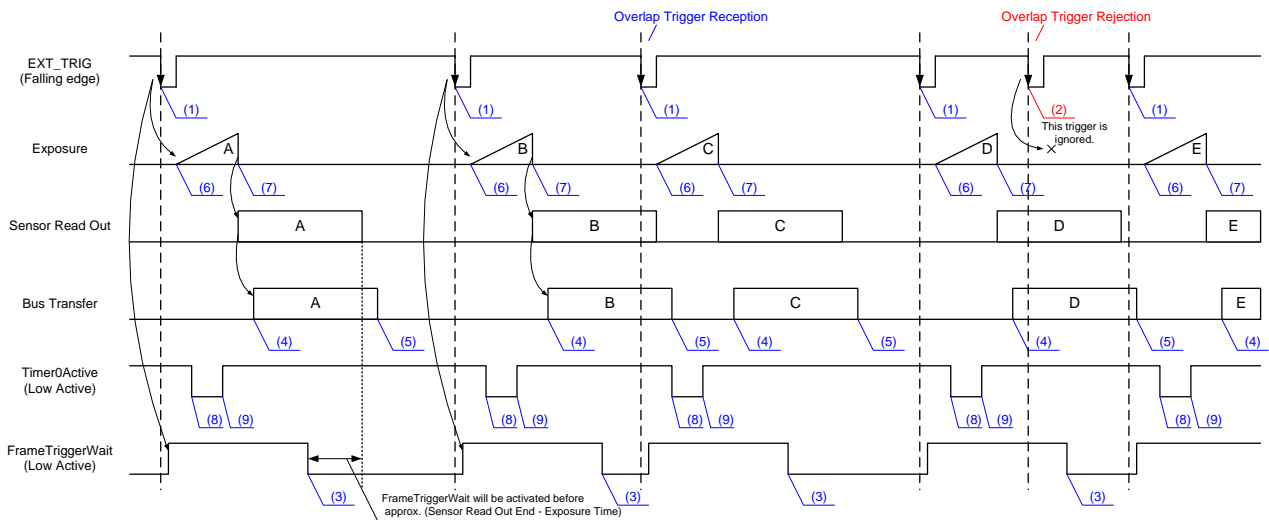 Overlap Trigger Reception
Overlap Trigger Rejection
EXT_TRIG
(Falling edge)
(1)
(1)
(1)
(2)
(1)
This trigger is
ignored.
Exposure
A
B
C
D
E
(6)
(7)
(6)
(7)
(6)
(7)
(6)
(7)
(6)
(7)
Sensor Read Out
A
B
C
D
E
Bus Transfer
A
B
C
D
E
(4)
(5)
(4)
(5)
(4)
(5)
(4)
(5)
(4)
Timer0Active
(Low Active)
(8)
(9)
(8)
(9)
(8)
(9)
(8)
(9)
(8)
(9)
FrameTriggerWait
(Low Active)
(3)
(3)
(3)
(3)
FrameTriggerWait will be activated before
approx. (Sensor Read Out End - Exposure Time)